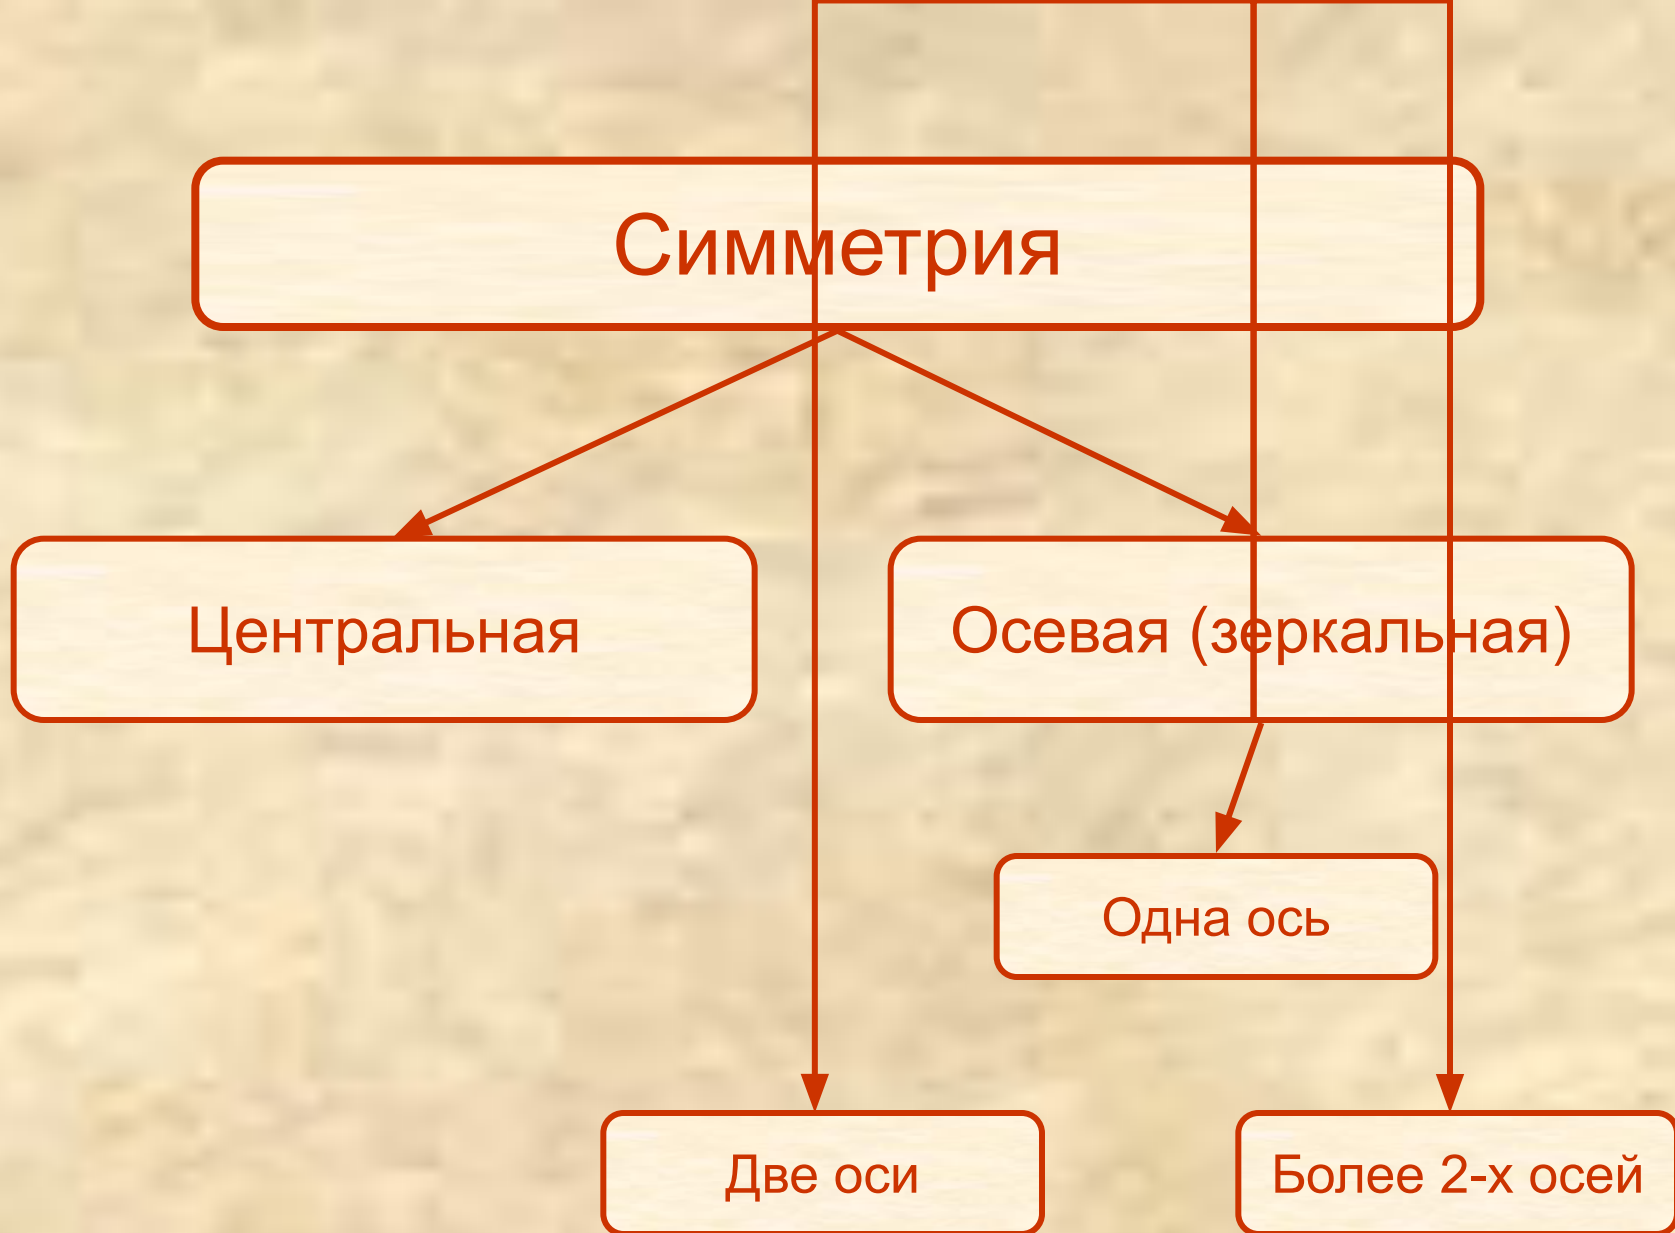 Симметрия
Центральная
Осевая (зеркальная)
Одна ось
Две оси
Более 2-х осей